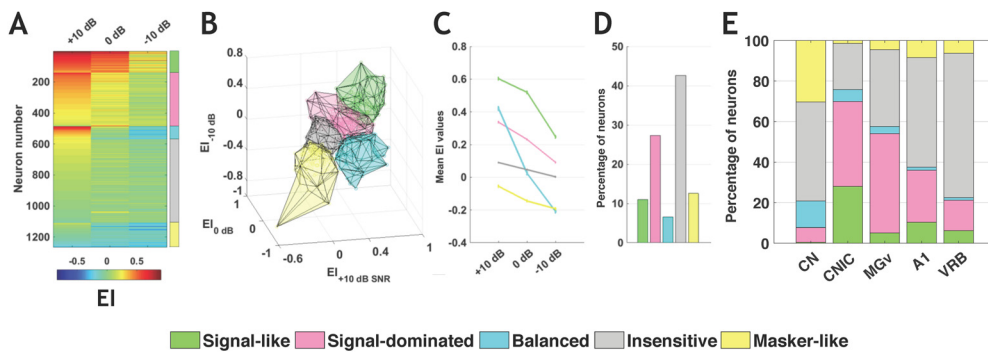 A
+10 dB
0 dB
-10 dB
Neuron number
200
400
600
800
1000
1200
-0.5 0 0.5
EI
B
0.8
0.4
0
-0.4
-0.8
-1
EI-10 dB
1
0
-1
EI0 dB
-0.6
0
0.4
1
EI+10 dB SNR
C
Mean EI values
0.8
0.6
0.4
0.2
0
-0.2
-0.4
+10 dB
0 dB
-10 dB
D
Percentage of neurons
50
40
30
20
10
0
E
Percentage of neurons
100
80
60
40
20
0
CN
CNIC
MGv
A1
VRB
Signal-like Signal-dominated Balanced Insensitive Masker-like